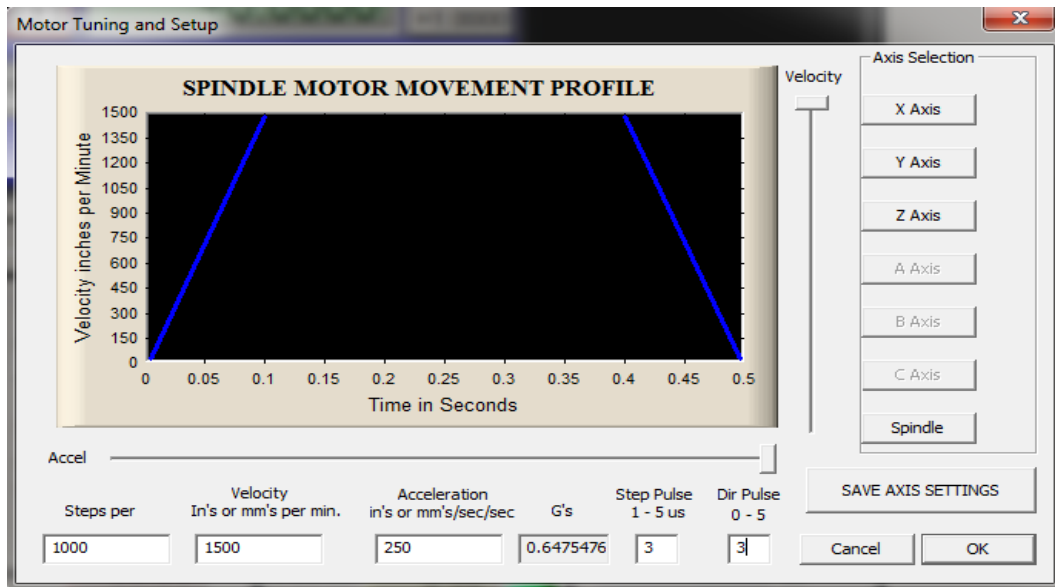 Motor Tuning and Setup
SPINDLE MOTOR MOVEMENT PROFILE
Velocity inches per Minute
1500
1350
1200
1050
900
750
600
450
300
150
0
0 0.05 0.1 0.15 0.2 0.25 0.3 0.35 0.4 0.45 0.5
Time in Seconds
Velocity
Axis Selection
X Axis
Y Axis
Z Axis
A Axis
B Axis
C Axis
Spindle
Accel
Steps per
Velocity
In's or mm's per min.
Acceleration
in's or mm's/sec/sec
G's
Step Pulse
1 - 5 us
Dir Pulse
0 - 5
1000 1500 250 0.6475476 3 3
SAVE AXIS SETTINGS
Cancel OK